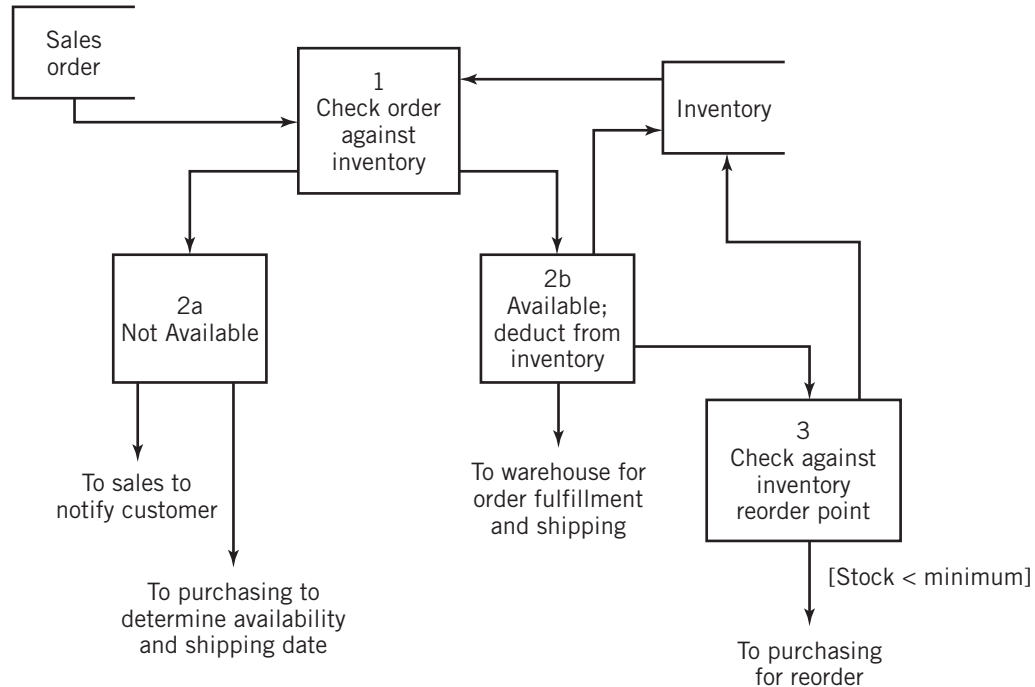 Sales
order
1
Check order
against
inventory
Inventory
2a
Not Available
2b
Available;
deduct from
inventory
3
Check against
inventory
reorder point
To sales to
notify customer
To warehouse for
order fulfillment
and shipping
[Stock < minimum]
To purchasing to
determine availability
and shipping date
To purchasing
for reorder